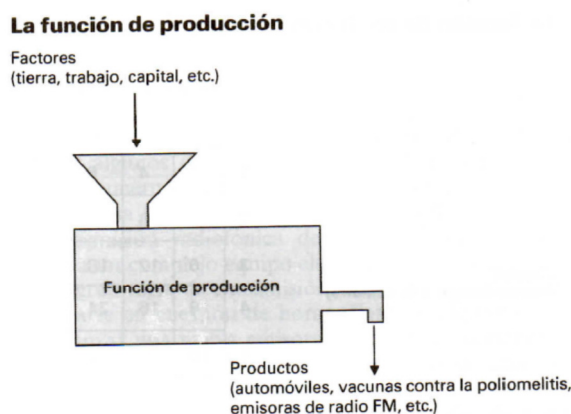 La función de producción
Factores
(tierra, trabajo, capital, etc.)
Función de producción
Productos
(automóviles, vacunas contra la poliomelitis,
emisoras de radio FM, etc.)